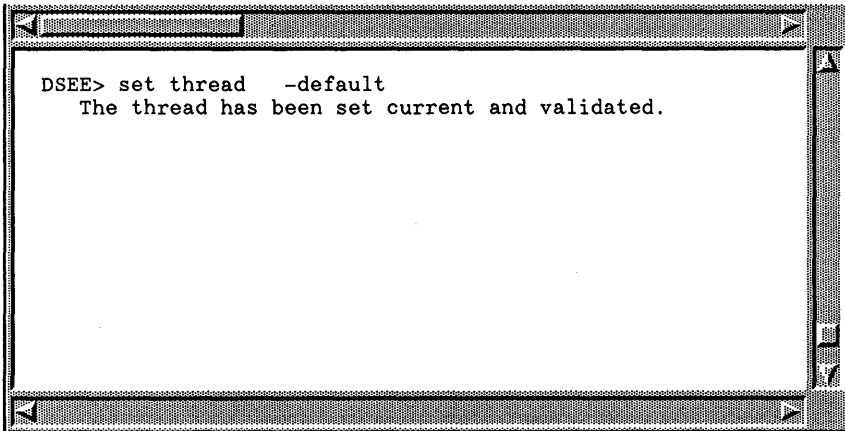 DSEE> set thread   -default
   The thread has been set current and validated.